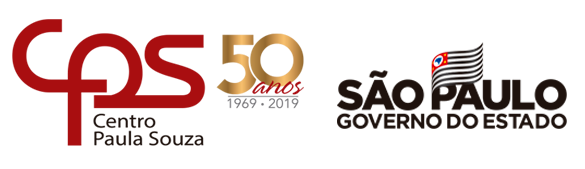 cps
Centro
Paula Souza
50
anos
1969 • 2019
SÃO PAULO
GOVERNO DO ESTADO